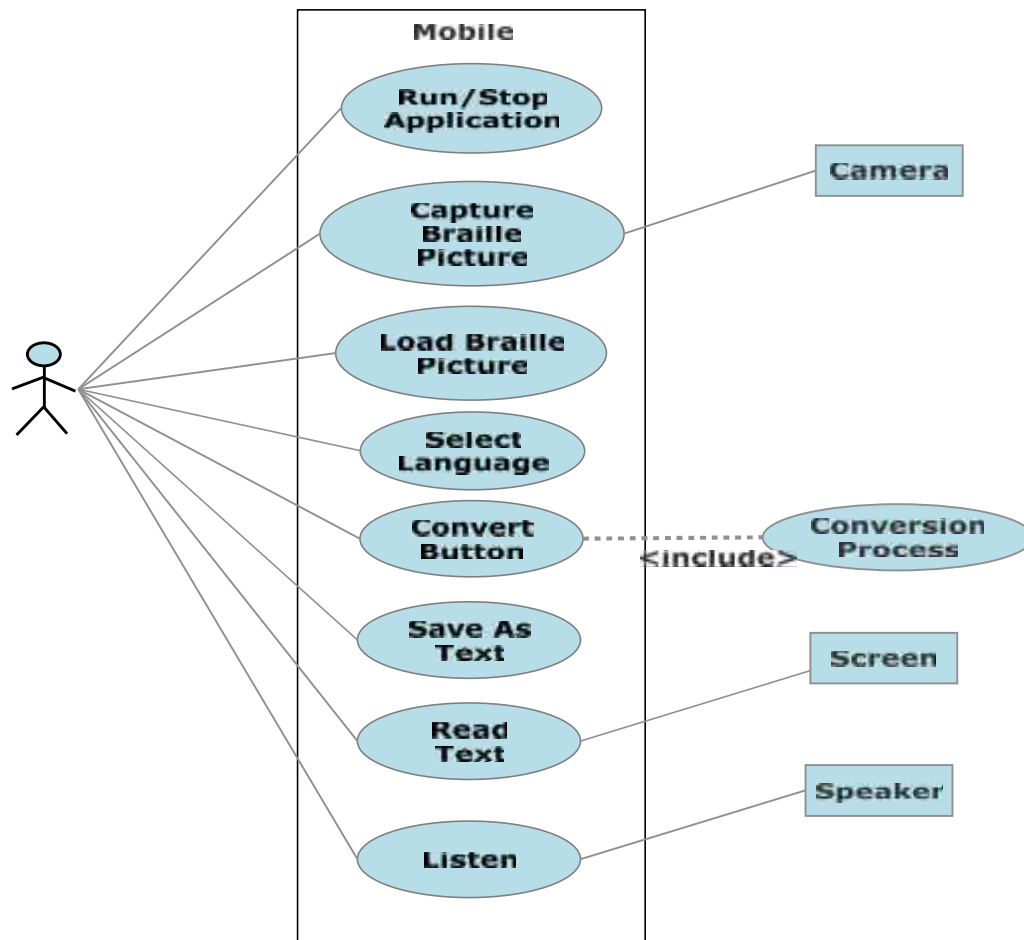 Mobile
Run/Stop
Application
Capture
Braille
Picture
Camera
Load Braille
Picture
Select
Language
Convert
Button
<include>
Conversion
Process
Save As
Text
Screen
Read
Text
Speaker
Listen